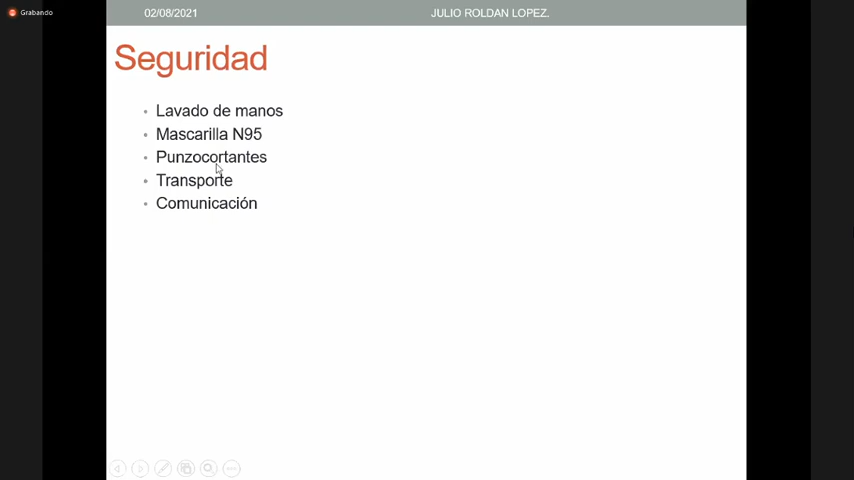 Grabando
02/08/2021 JULIO ROLDAN LOPEZ.
Seguridad
• Lavado de manos
• Mascarilla N95
• Punzocortantes
• Transporte
• Comunicación